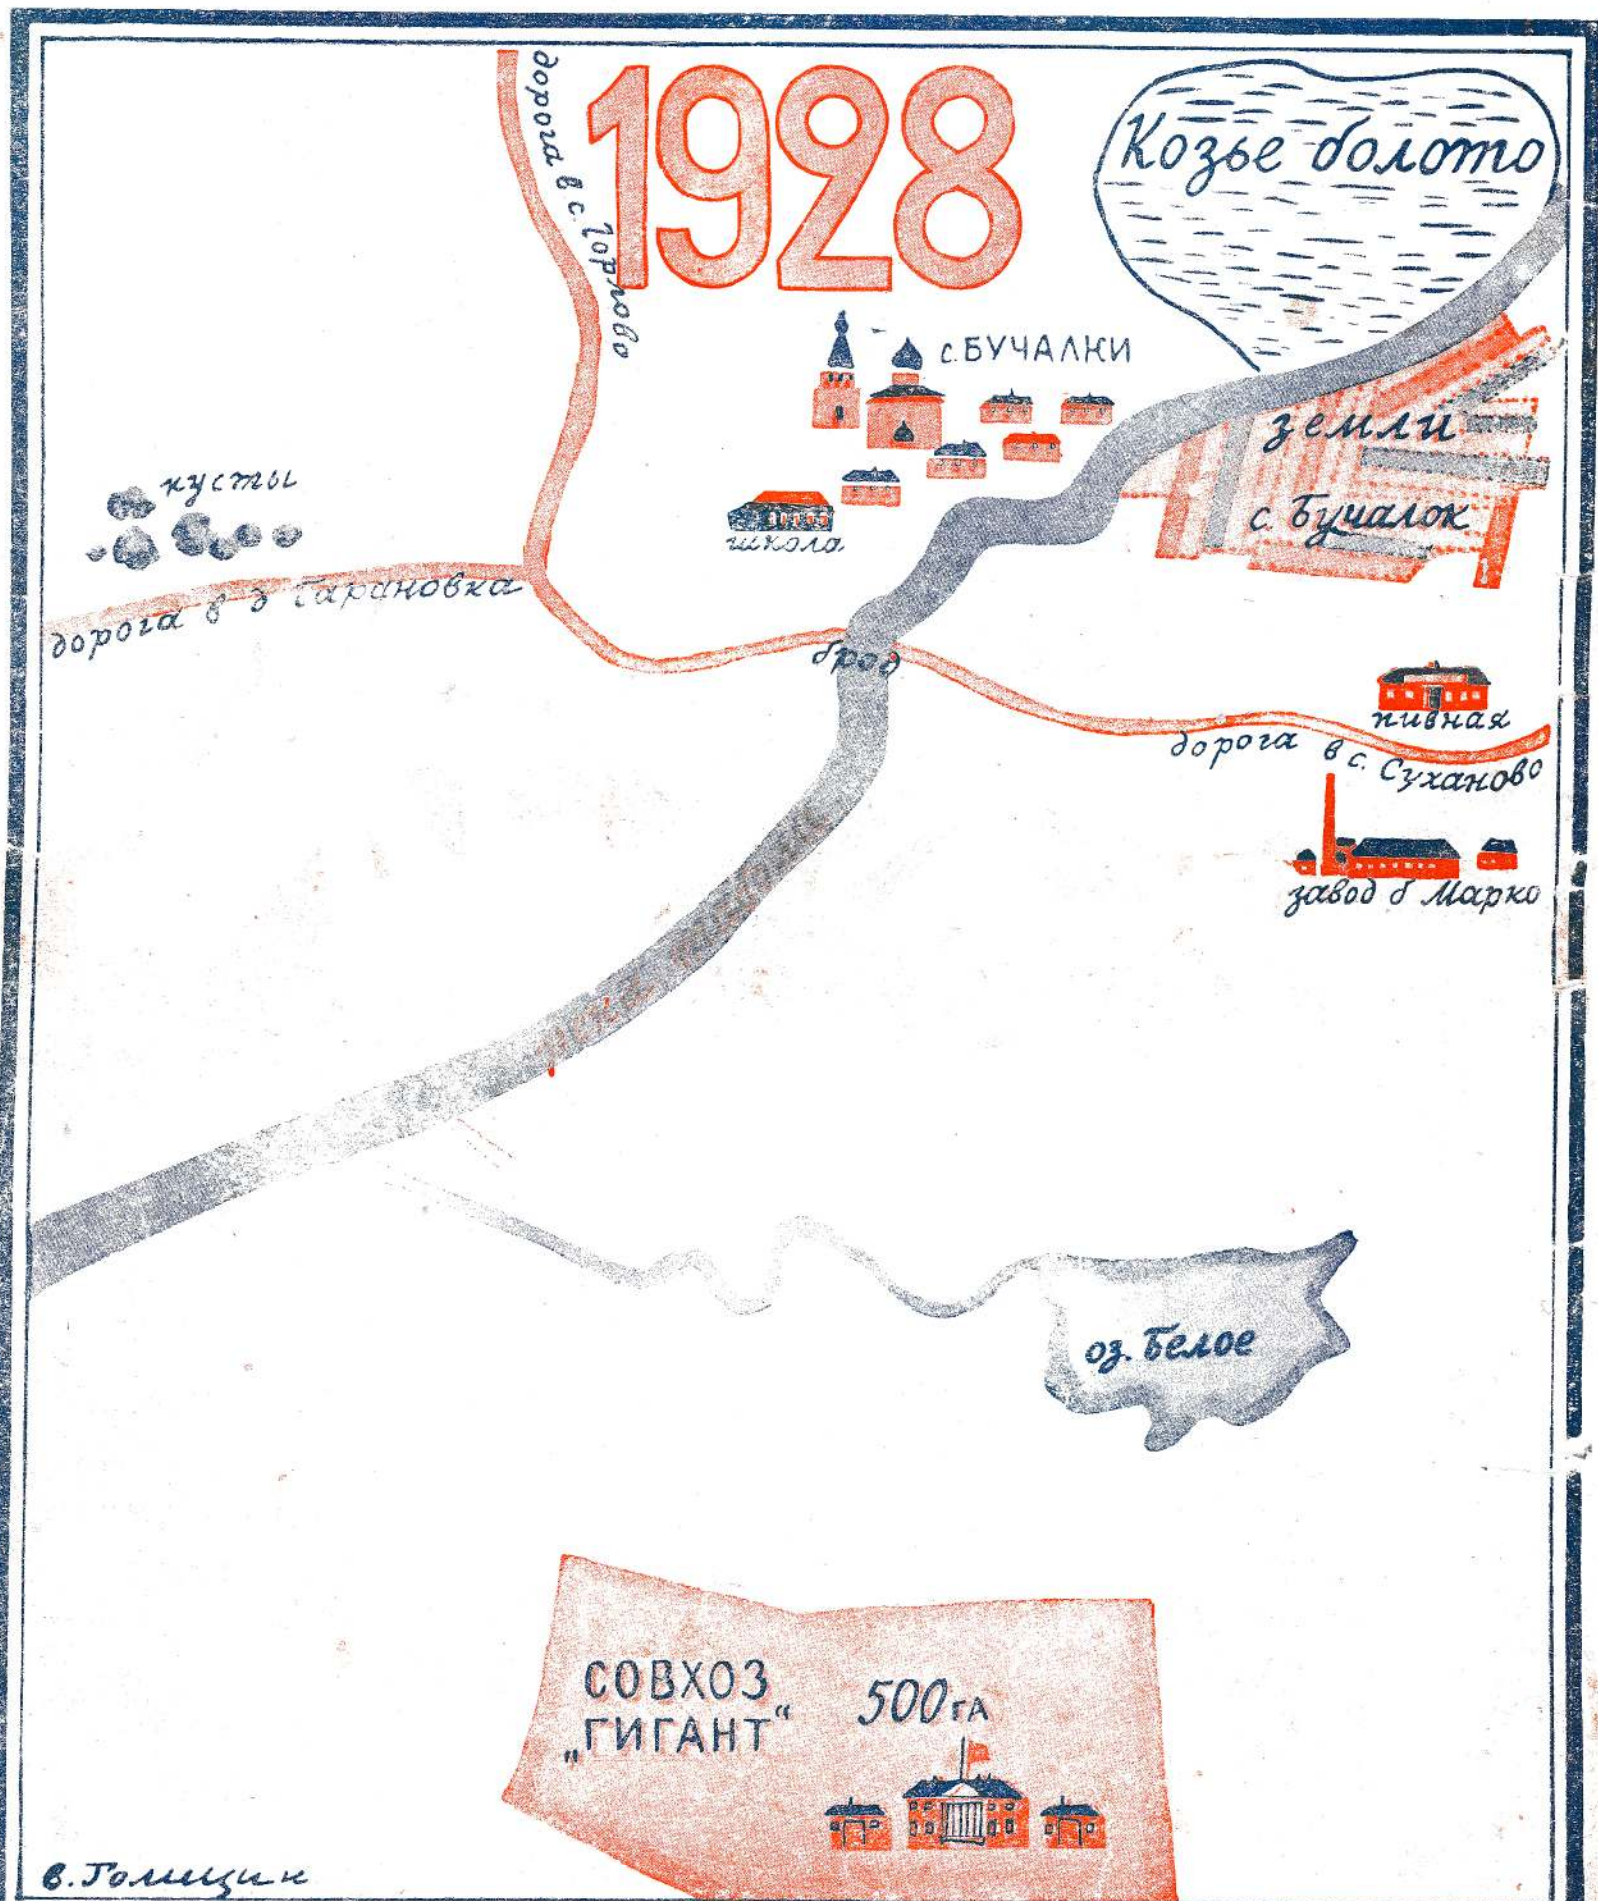 1928
дорога в с. Горлово
Козье болото
с. БУЧАЛКИ
земли
с. Бучалок
кусты
школа
дорога в д Тарановка
брод
пивная
дорога в с. Суханово
завод б Марко
оз. Белое
СОВХОЗ
„ГИГАНТ“
500 ГА
в. Голицын